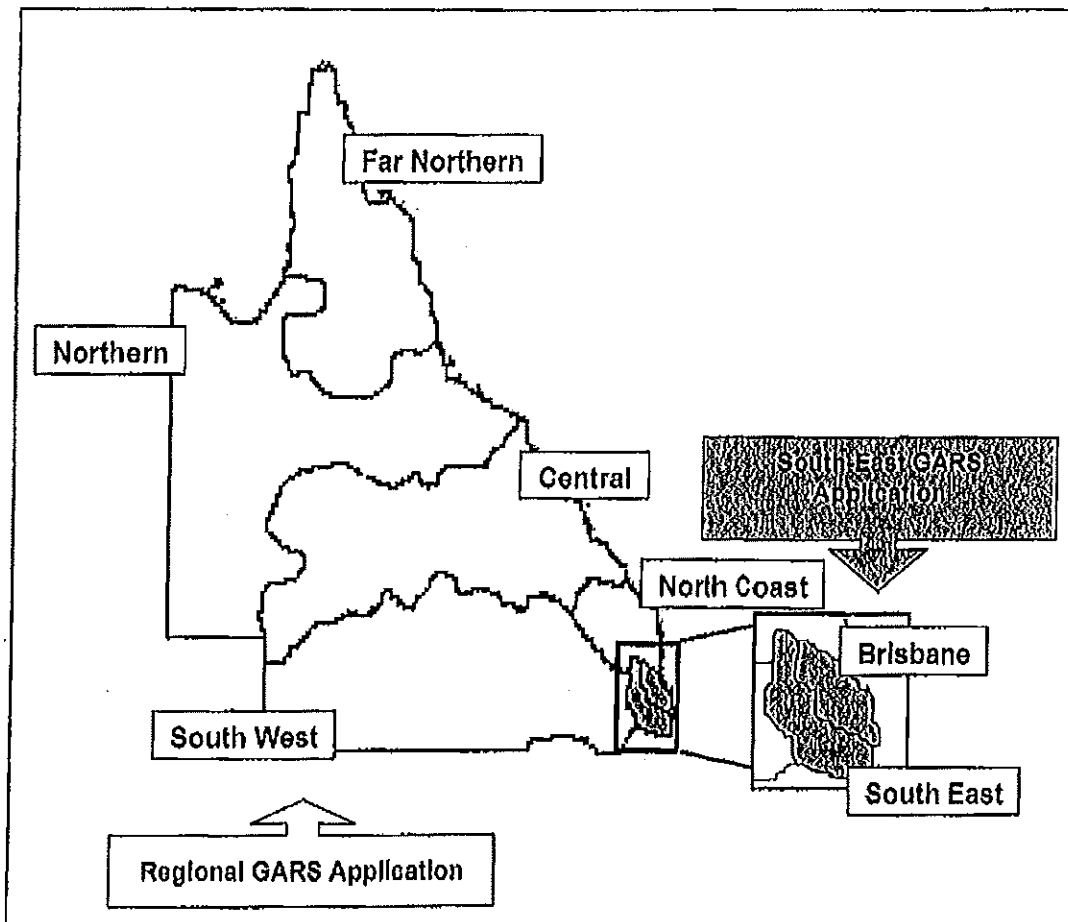 Far Northern
Northern
Central
South East GARS
Application
North Coast
Brisbane
South West
South East
Regional GARS Application